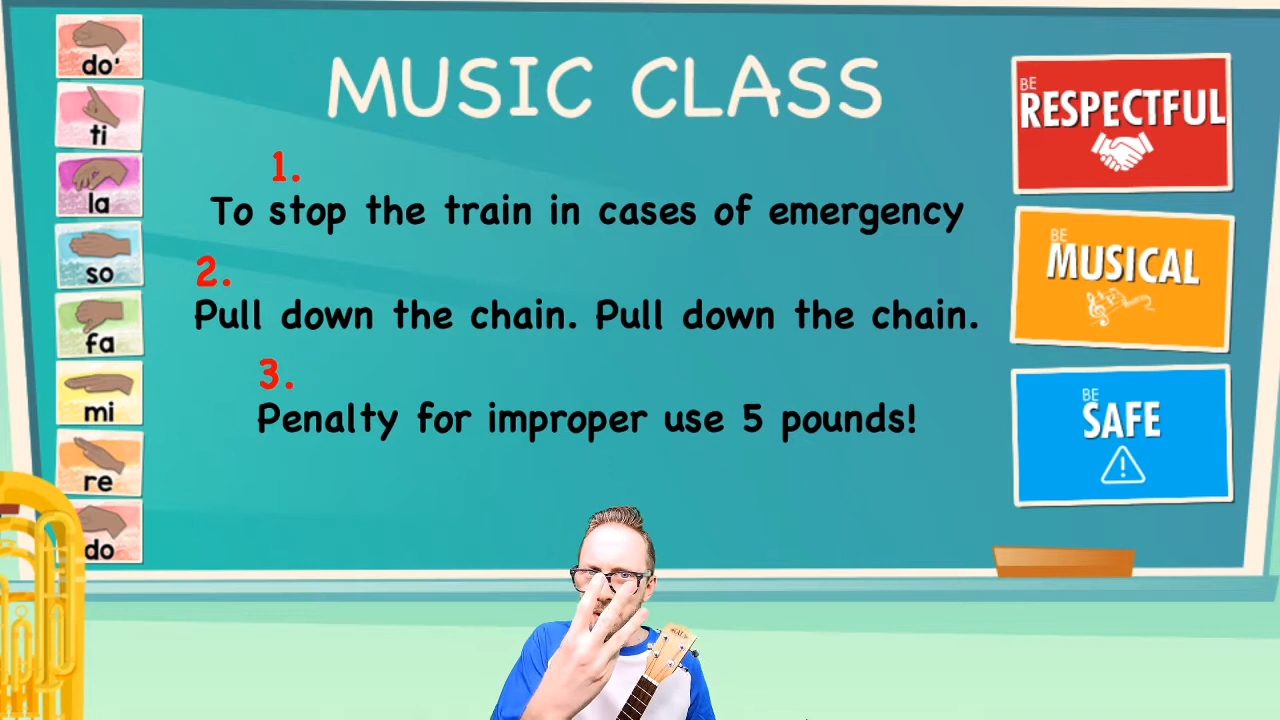 MUSIC CLASS
1.
To stop the train in cases of emergency
2.
Pull down the chain. Pull down the chain.
3.
Penalty for improper use 5 pounds!
do'
ti
la
so
fa
mi
re
do
BE
RESPECTFUL
BE
MUSICAL
BE
SAFE